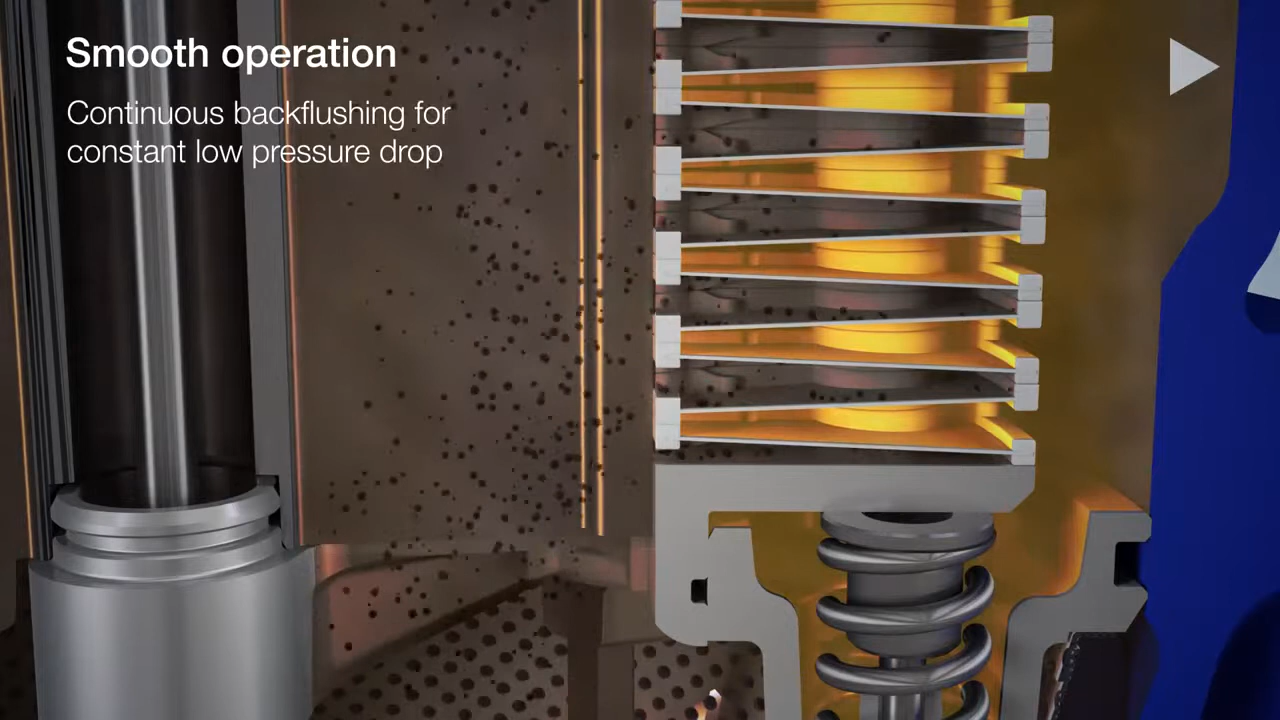 Smooth operation
Continuous backflushing for
constant low pressure drop